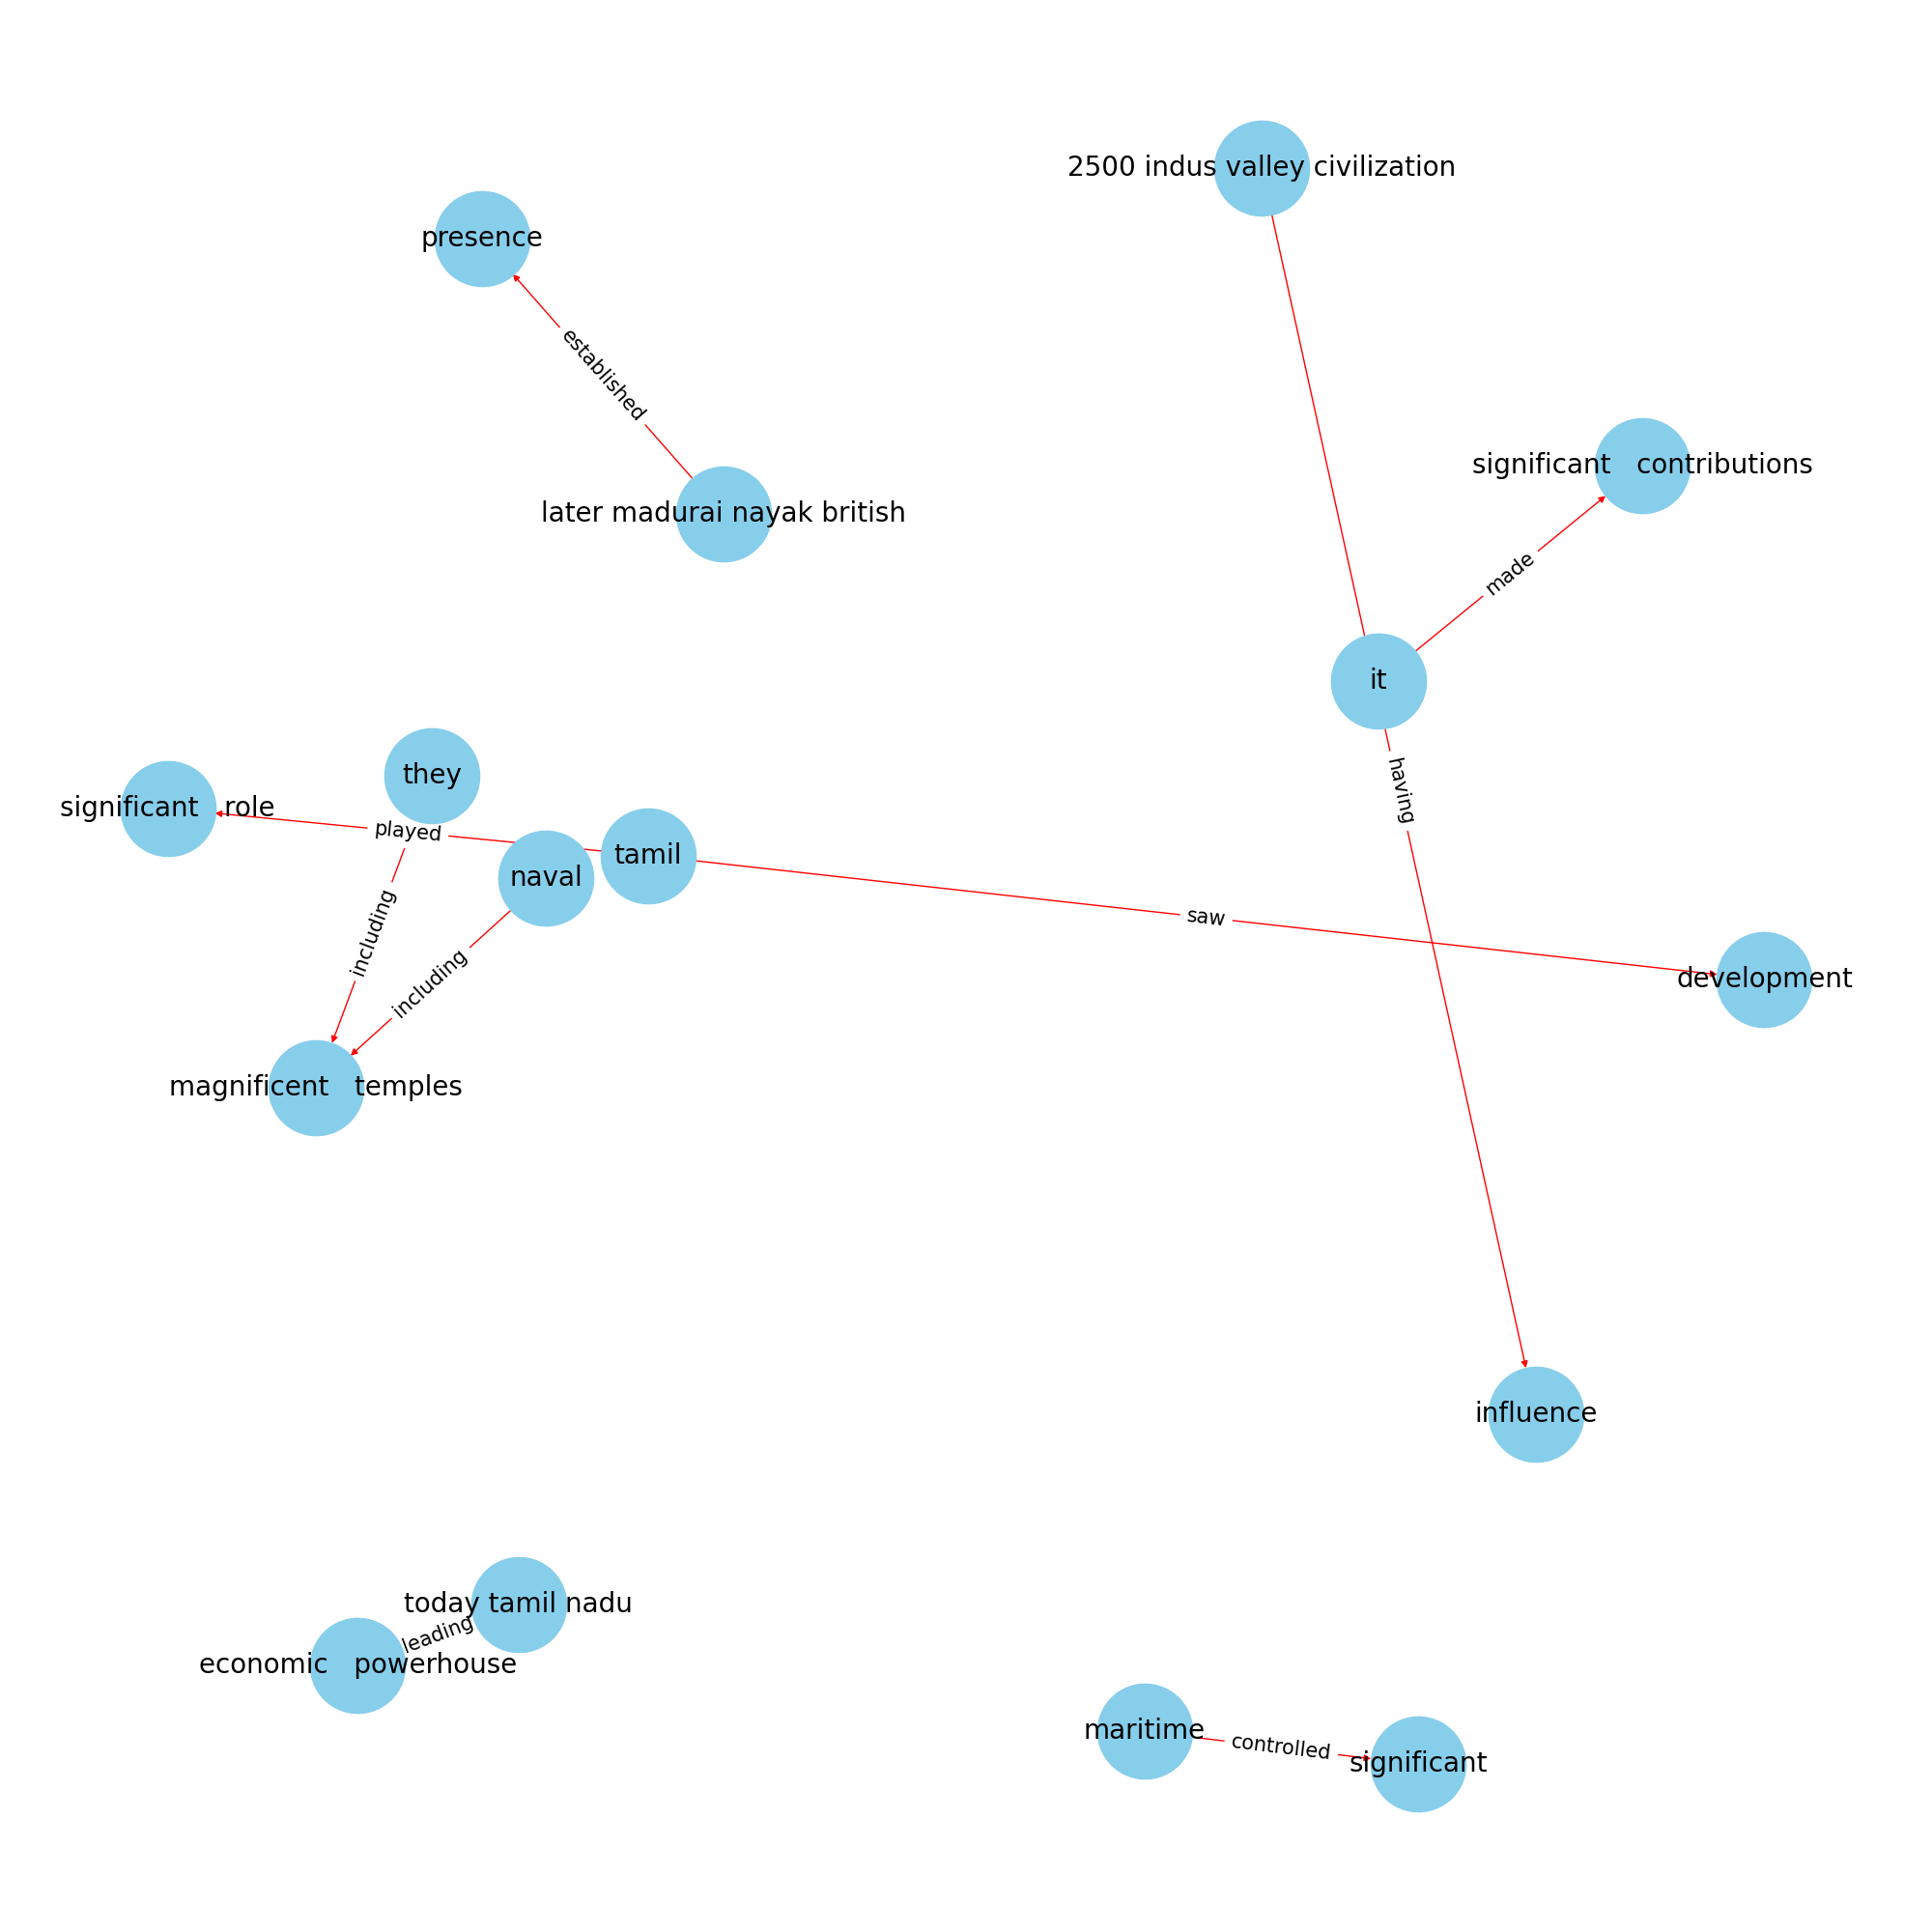 2500 indus valley civilization
presence
established
significant   contributions
later madurai nayak british
made
it
they
having
significant   role
played
tamil
naval
saw
including
including
development
magnificent   temples
influence
today tamil nadu
leading
economic   powerhouse
maritime
controlled
significant